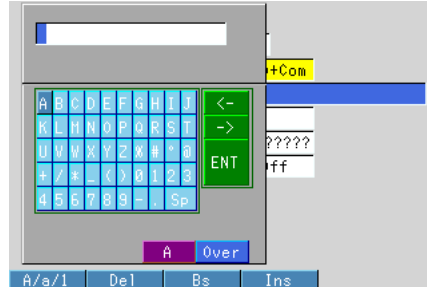 +Com
A B C D E F G H I J <-
K L M N O P Q R S T ->
U V W X Y Z % # ° @
?????
ENT
+ / * _ ( ) 0 1 2 3
ff
4 5 6 7 8 9 - . Sp
A Over
A/a/1 Del Bs Ins